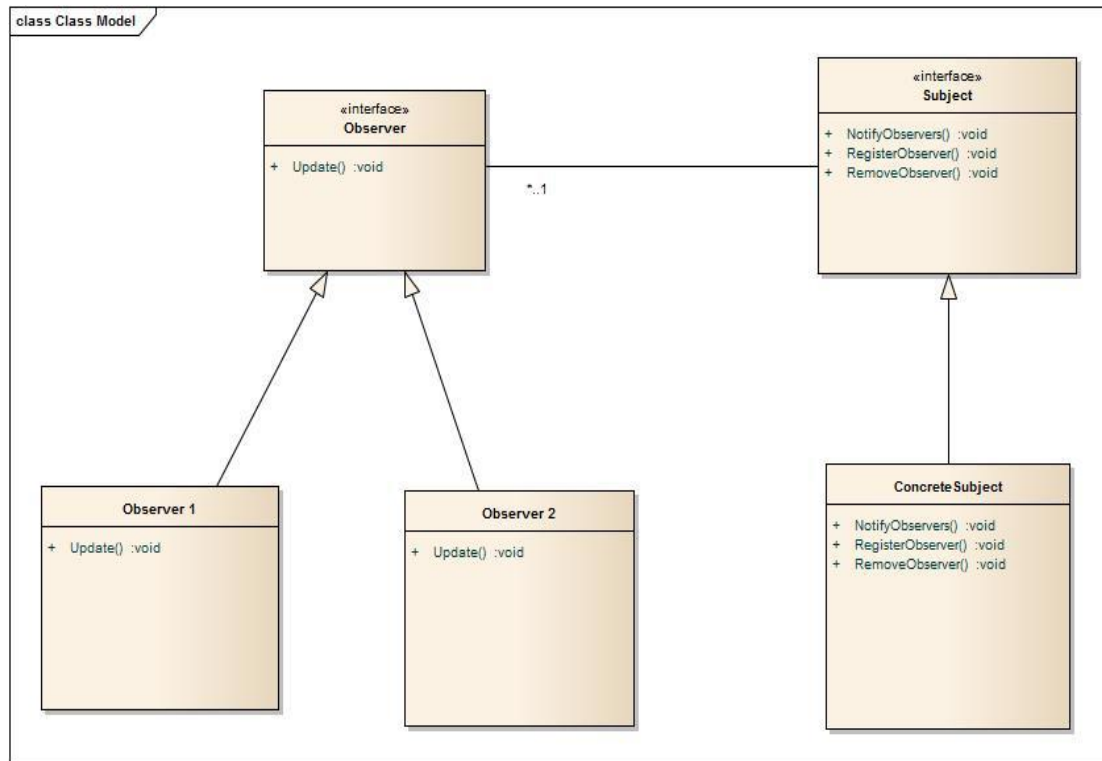 class Class Model
«interface»
Observer
+ Update() :void
*..1
«interface»
Subject
+ NotifyObservers() :void
+ RegisterObserver() :void
+ RemoveObserver() :void
Observer 1
+ Update() :void
Observer 2
+ Update() :void
ConcreteSubject
+ NotifyObservers() :void
+ RegisterObserver() :void
+ RemoveObserver() :void